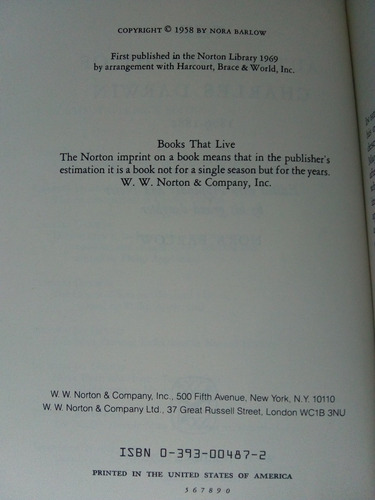 COPYRIGHT © 1958 BY NORA BARLOW
First published in the Norton Library 1969
by arrangement with Harcourt, Brace & World, Inc.
Books That Live
The Norton imprint on a book means that in the publisher's
estimation it is a book not for a single season but for the years.
W. W. Norton & Company, Inc.
W. W. Norton & Company, Inc., 500 Fifth Avenue, New York, N.Y. 10110
W. W. Norton & Company Ltd., 37 Great Russell Street, London WC1B 3NU
ISBN 0-393-00487-2
PRINTED IN THE UNITED STATES OF AMERICA
5 6 7 8 9 0